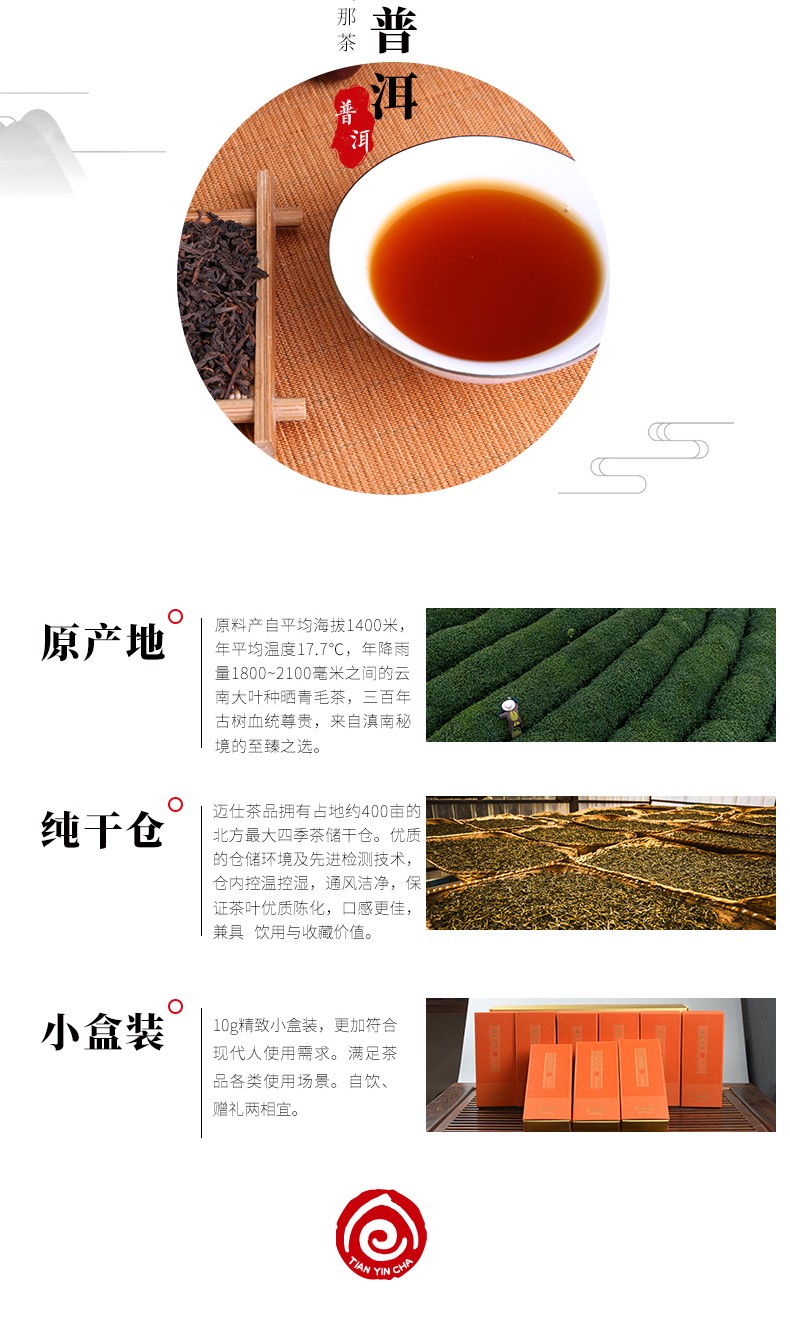 那茶
普洱
普洱
原产地
原料产自平均海拔1400米，
年平均温度17.7℃，年降雨
量1800~2100毫米之间的云
南大叶种晒青毛茶，三百年
古树血统尊贵，来自滇南秘
境的至臻之选。
纯干仓
迈仕茶品拥有占地约400亩的
北方最大四季茶储干仓。优质
的仓储环境及先进检测技术，
仓内控温控湿，通风洁净，保
证茶叶优质陈化，口感更佳，
兼具 饮用与收藏价值。
小盒装
10g精致小盒装，更加符合
现代人使用需求。满足茶
品各类使用场景。自饮、
赠礼两相宜。
TIAN YIN CHA